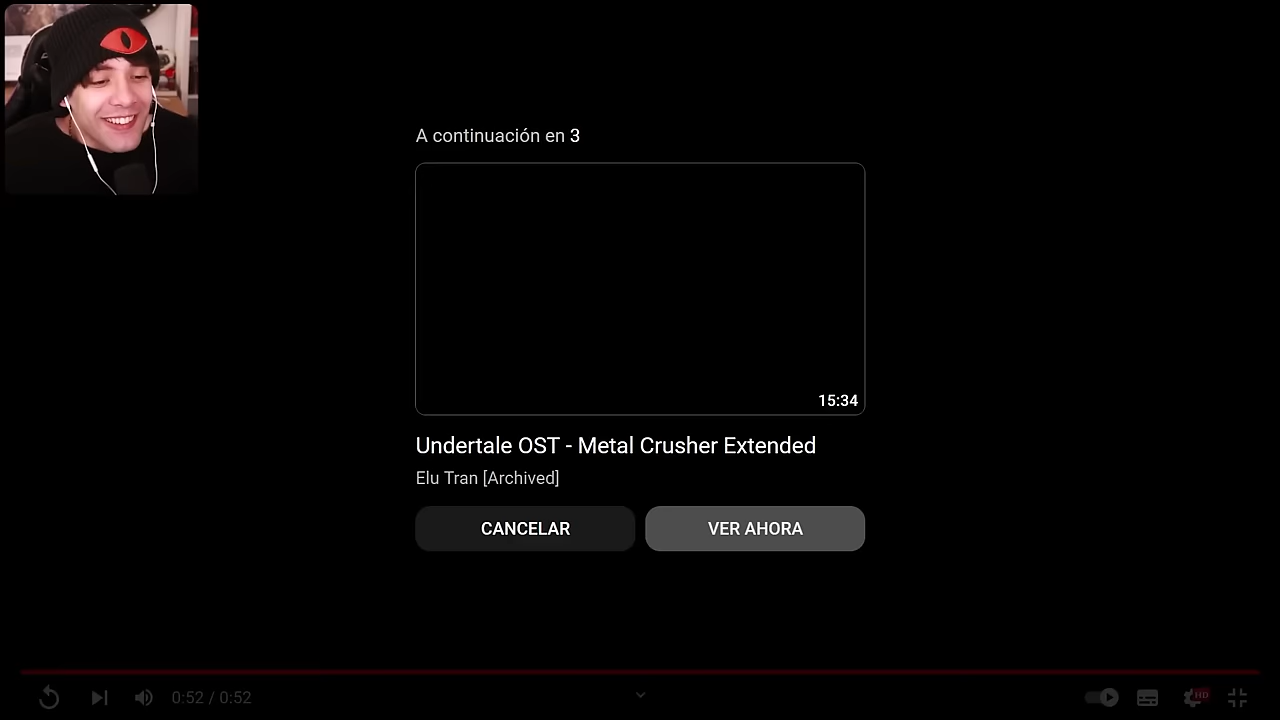 A continuación en 3
15:34
Undertale OST - Metal Crusher Extended
Elu Tran [Archived]
CANCELAR
VER AHORA
0:52 / 0:52
HD